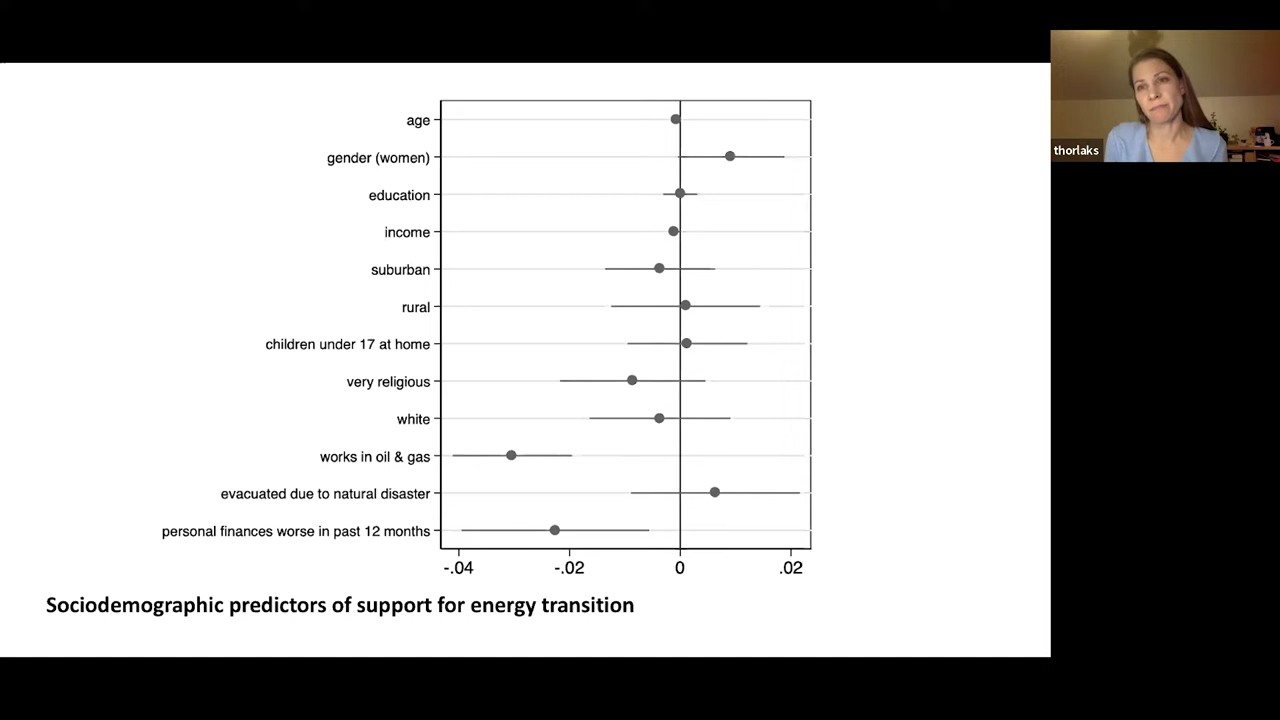 thorlaks
age
gender (women)
education
income
suburban
rural
children under 17 at home
very religious
white
works in oil & gas
evacuated due to natural disaster
personal finances worse in past 12 months
-.04 -.02 0 .02
Sociodemographic predictors of support for energy transition